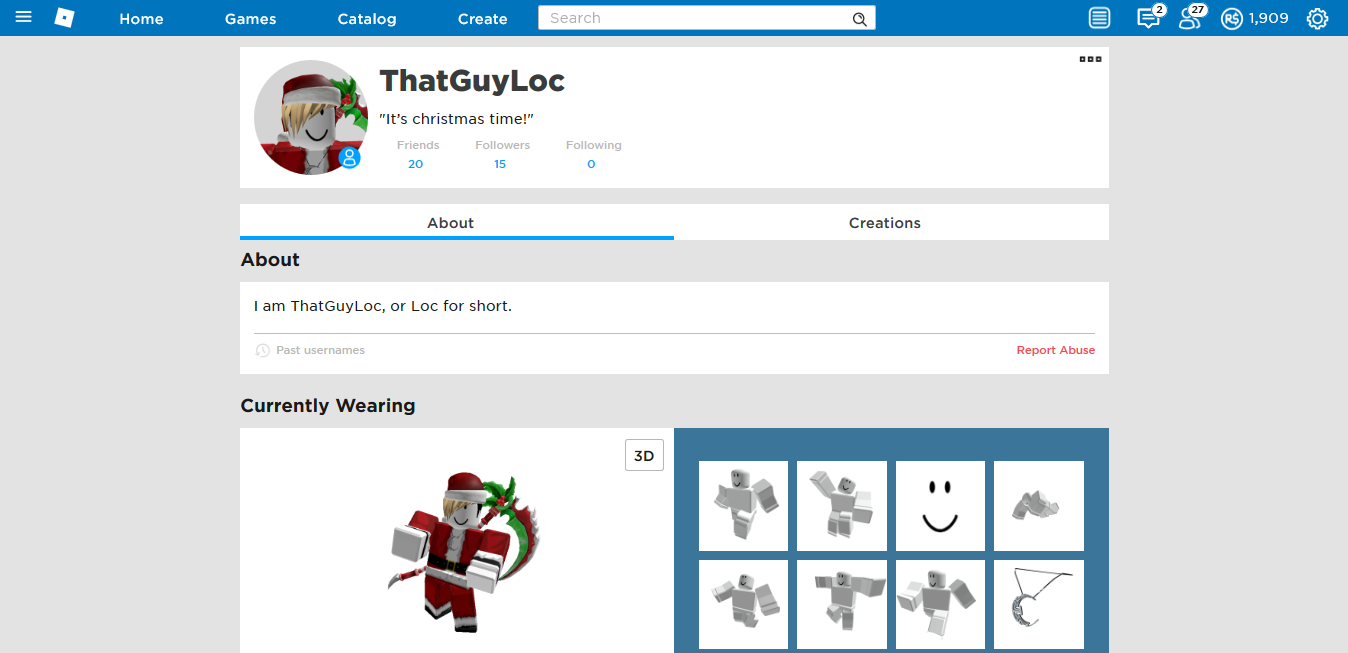 Home Games Catalog Create Search 2 27 R$ 1,909
ThatGuyLoc
"It's christmas time!"
Friends Followers Following
20 15 0
About Creations
About
I am ThatGuyLoc, or Loc for short.
Past usernames Report Abuse
Currently Wearing
3D